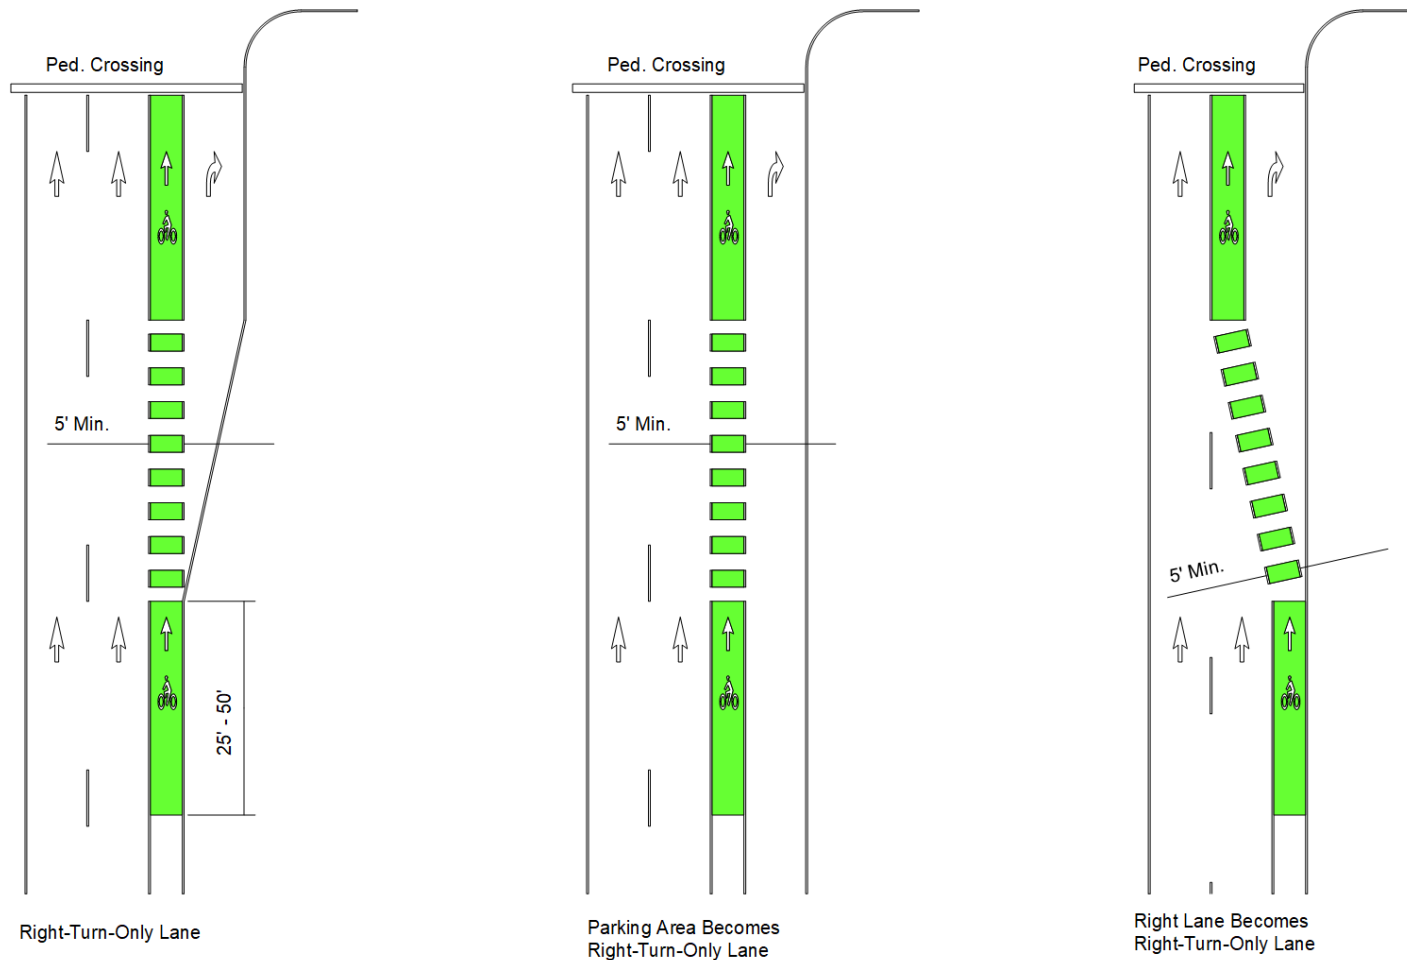 Ped. Crossing
Ped. Crossing
Ped. Crossing
5' Min.
5' Min.
5' Min.
25' - 50'
Right-Turn-Only Lane
Parking Area Becomes
Right-Turn-Only Lane
Right Lane Becomes
Right-Turn-Only Lane